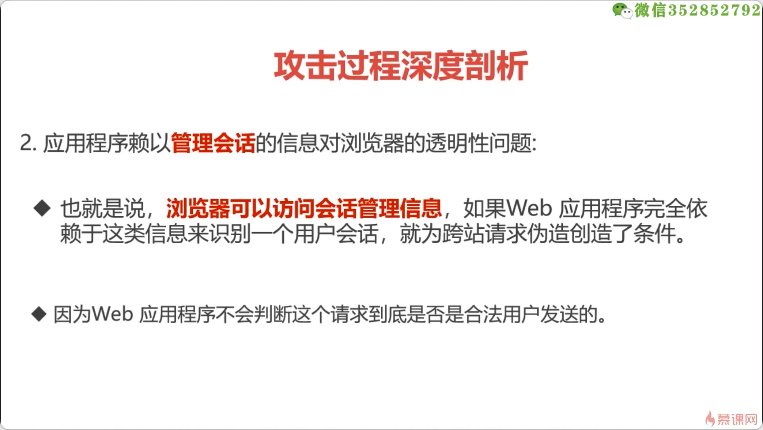 微信352852792
攻击过程深度剖析
2. 应用程序赖以管理会话的信息对浏览器的透明性问题:
◆ 也就是说，浏览器可以访问会话管理信息，如果Web 应用程序完全依
赖于这类信息来识别一个用户会话，就为跨站请求伪造创造了条件。
◆ 因为Web 应用程序不会判断这个请求到底是否是合法用户发送的。
慕课网